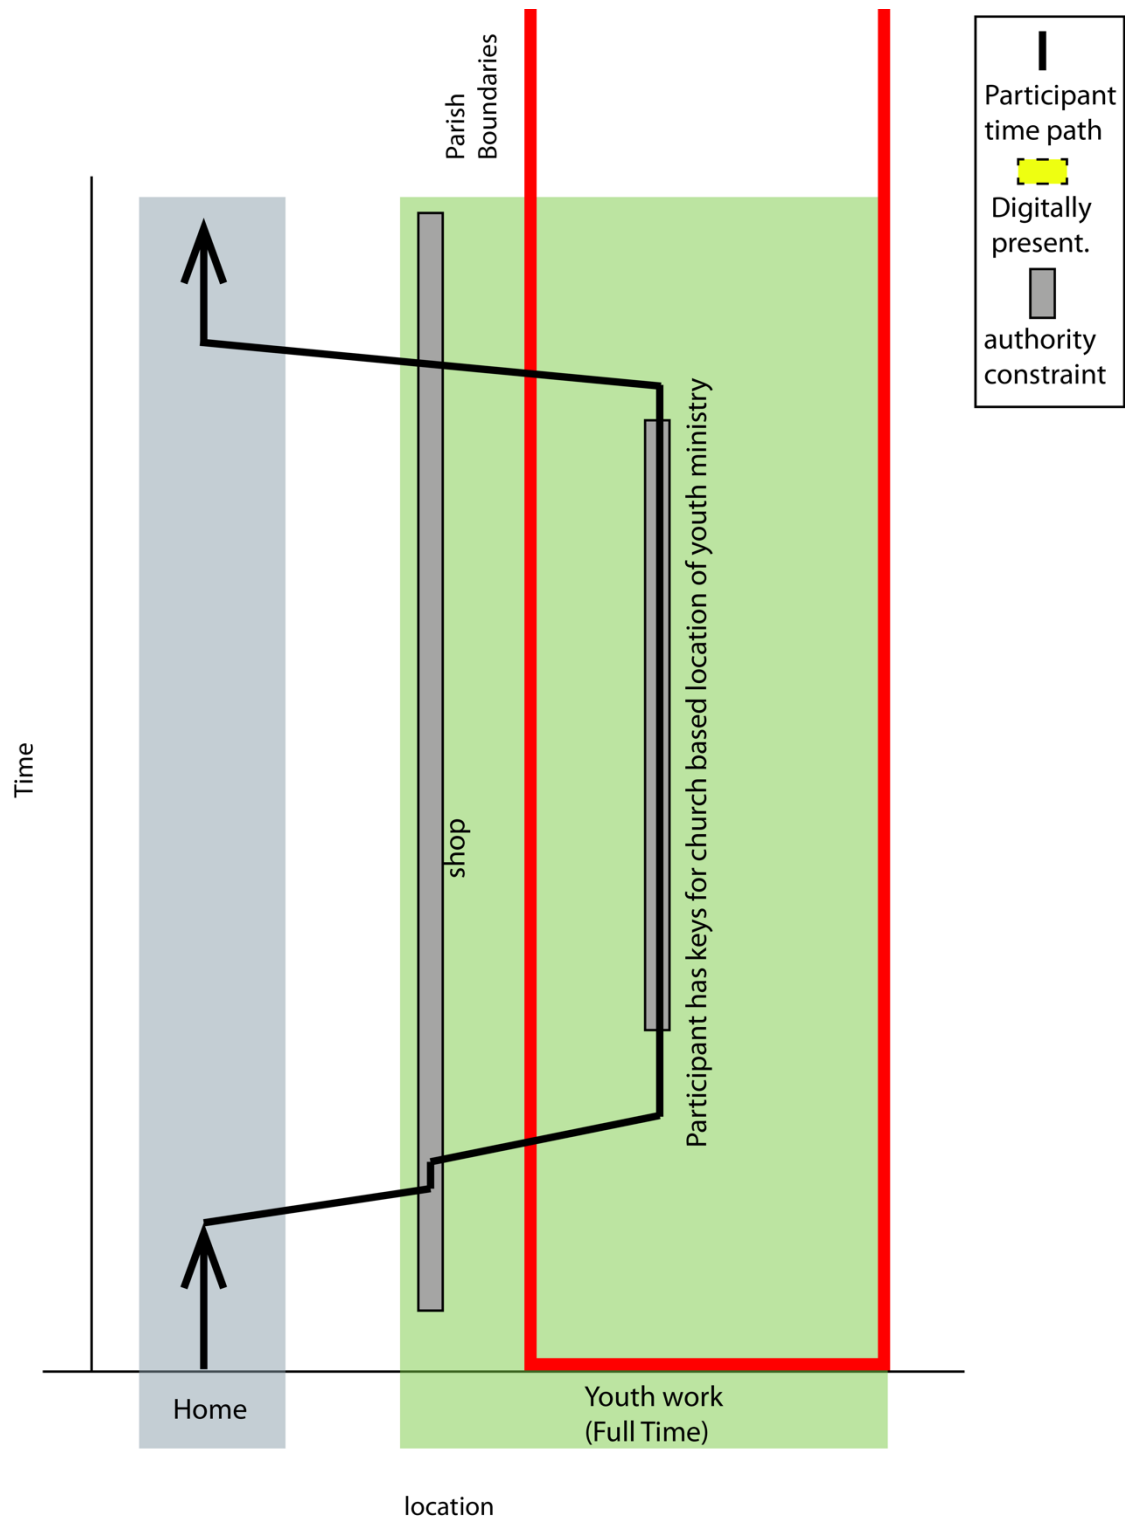 Parish
Boundaries
Participant
time path
Digitally
present.
authority
constraint
Time
shop
Participant has keys for church based location of youth ministry
Home
Youth work
(Full Time)
location